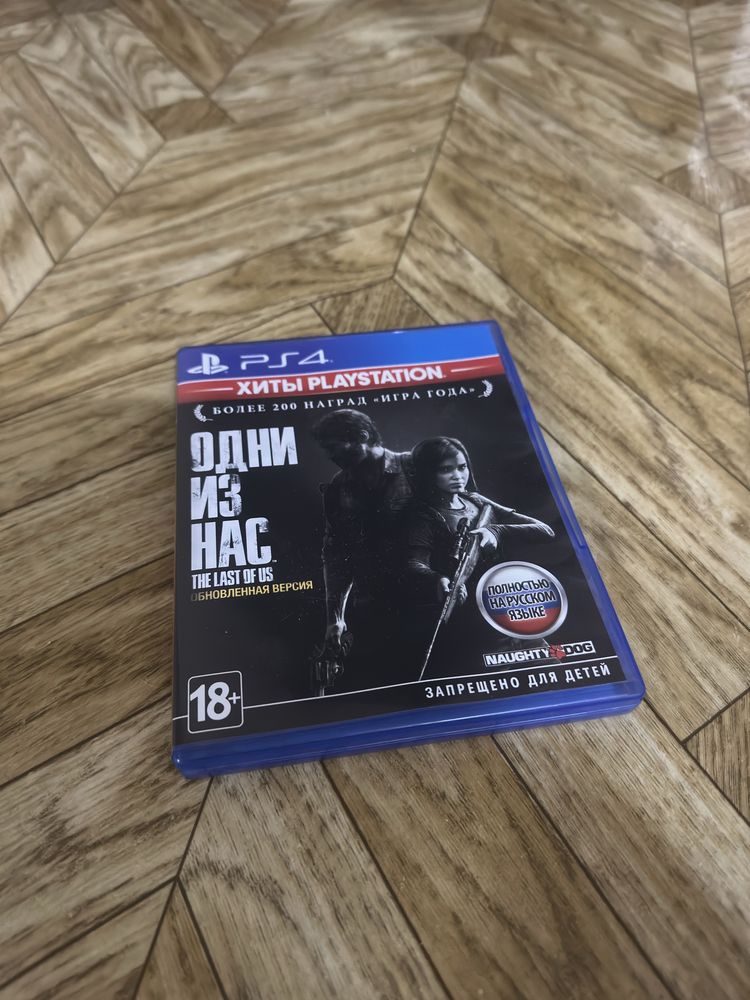 PS4
ХИТЫ PLAYSTATION
БОЛЕЕ 200 НАГРАД «ИГРА ГОДА»
ОДНИ
ИЗ
НАС
THE LAST OF US
ОБНОВЛЕННАЯ ВЕРСИЯ
ПОЛНОСТЬЮ
НА РУССКОМ
ЯЗЫКЕ
NAUGHTY DOG
18+
ЗАПРЕЩЕНО ДЛЯ ДЕТЕЙ